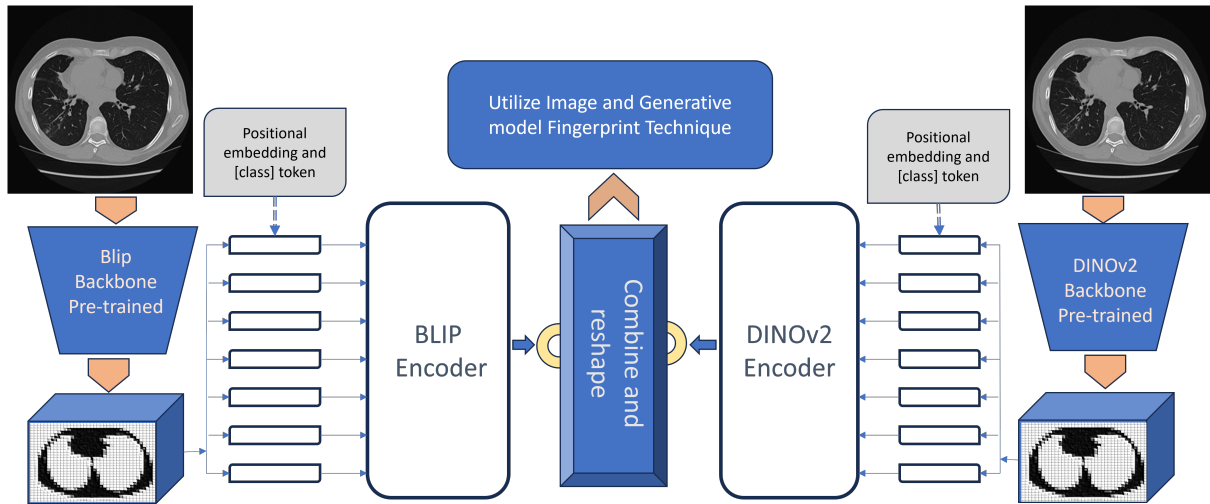 Utilize Image and Generative
model Fingerprint Technique
Positional
embedding and
[class] token
Positional
embedding and
[class] token
Blip
Backbone
Pre-trained
BLIP
Encoder
Combine and
reshape
DINOv2
Encoder
DINOv2
Backbone
Pre-trained